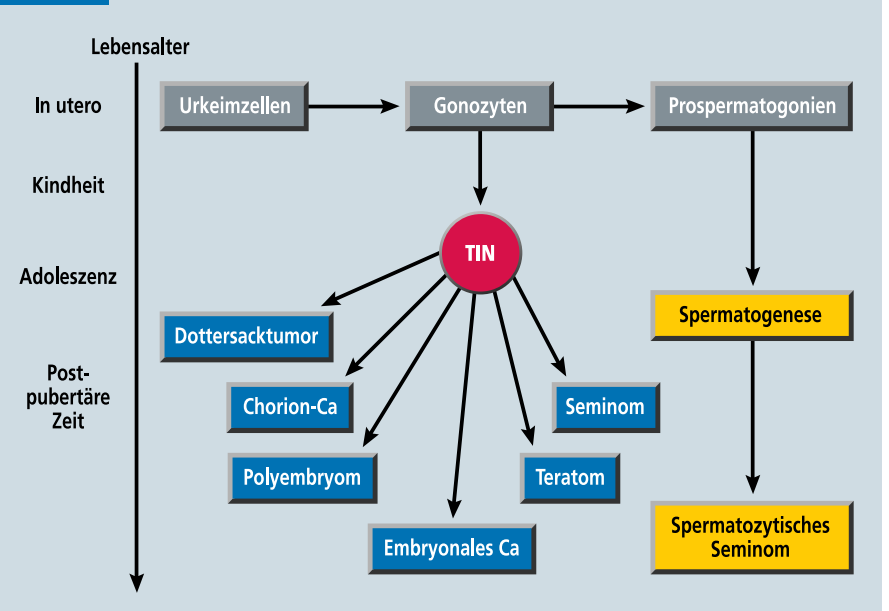 Lebensalter
In utero
Urkeimzellen
Gonozyten
Prospermatogonien
Kindheit
TIN
Adoleszenz
Spermatogenese
Dottersacktumor
Post-
pubertäre
Zeit
Chorion-Ca
Seminom
Polyembryom
Teratom
Embryonales Ca
Spermatozytisches
Seminom